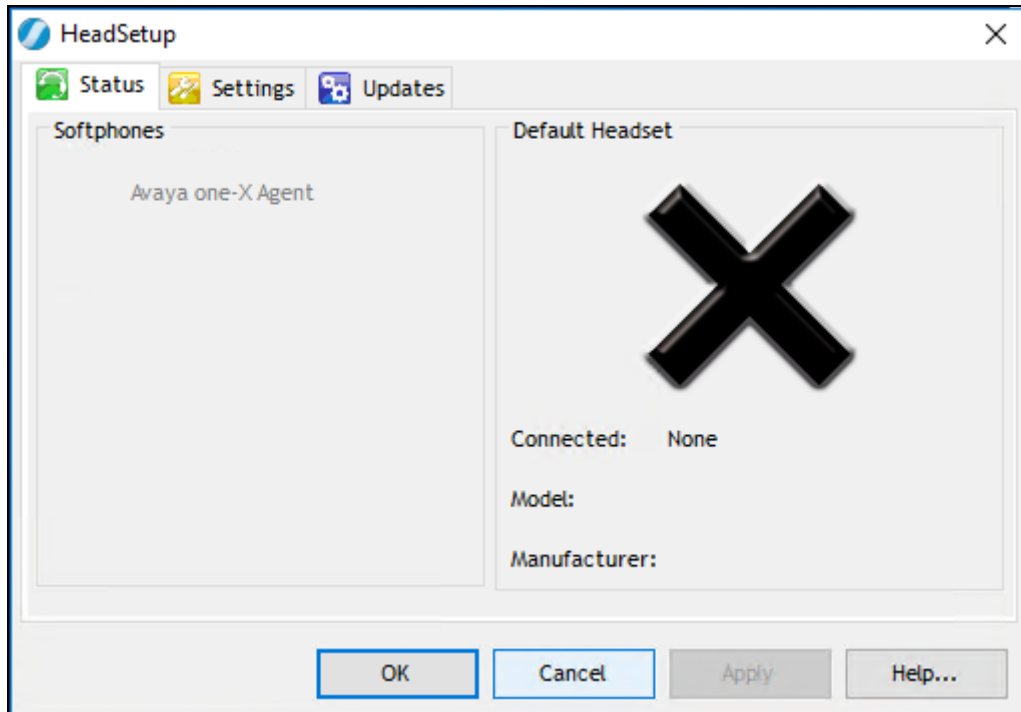 HeadSetup
Status Settings Updates
Softphones
Avaya one-X Agent
Default Headset
Connected: None
Model:
Manufacturer:
OK Cancel Apply Help...